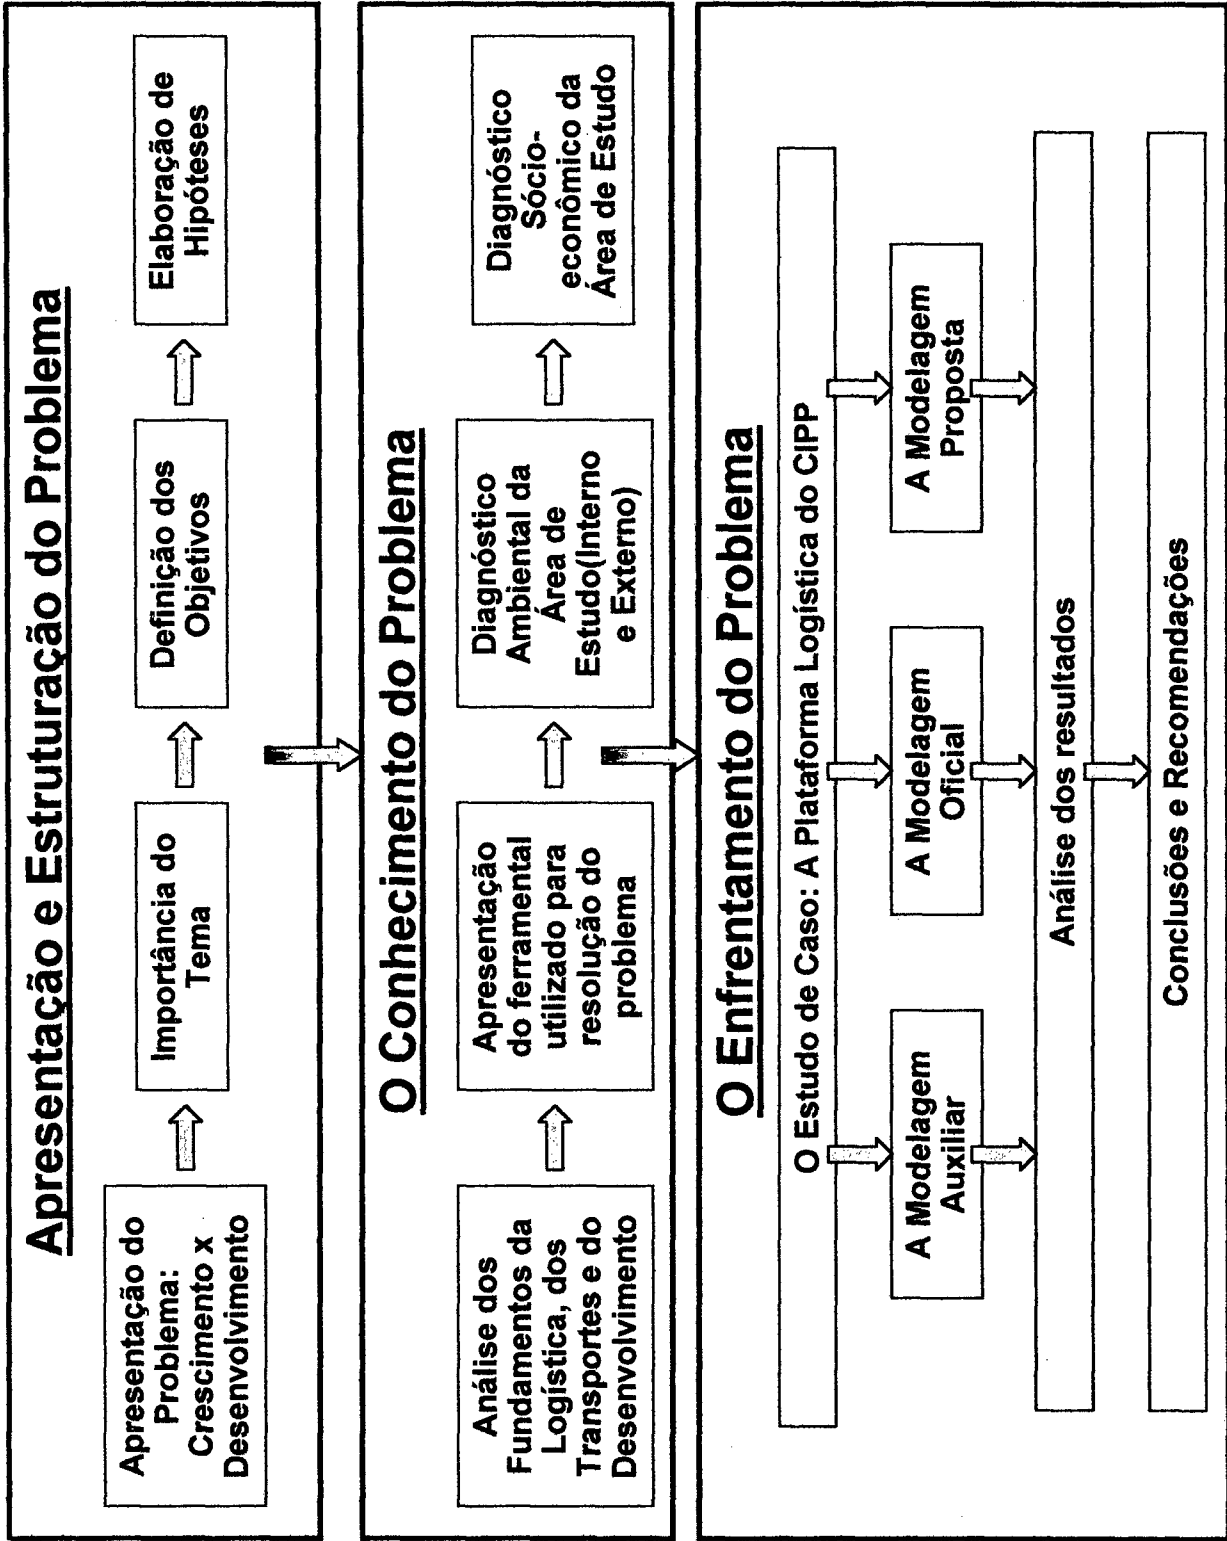 Apresentação e Estruturação do Problema
Apresentação do
Problema:
Crescimento x
Desenvolvimento
Importância do
Tema
Definição dos
Objetivos
Elaboração de
Hipóteses
O Conhecimento do Problema
Análise dos
Fundamentos da
Logística, dos
Transportes e do
Desenvolvimento
Apresentação
do ferramental
utilizado para
resolução do
problema
Diagnóstico
Ambiental da
Área de
Estudo(Interno
e Externo)
Diagnóstico
Sócio-
econômico da
Área de Estudo
O Enfrentamento do Problema
O Estudo de Caso: A Plataforma Logística do CIPP
A Modelagem
Auxiliar
A Modelagem
Oficial
A Modelagem
Proposta
Análise dos resultados
Conclusões e Recomendações